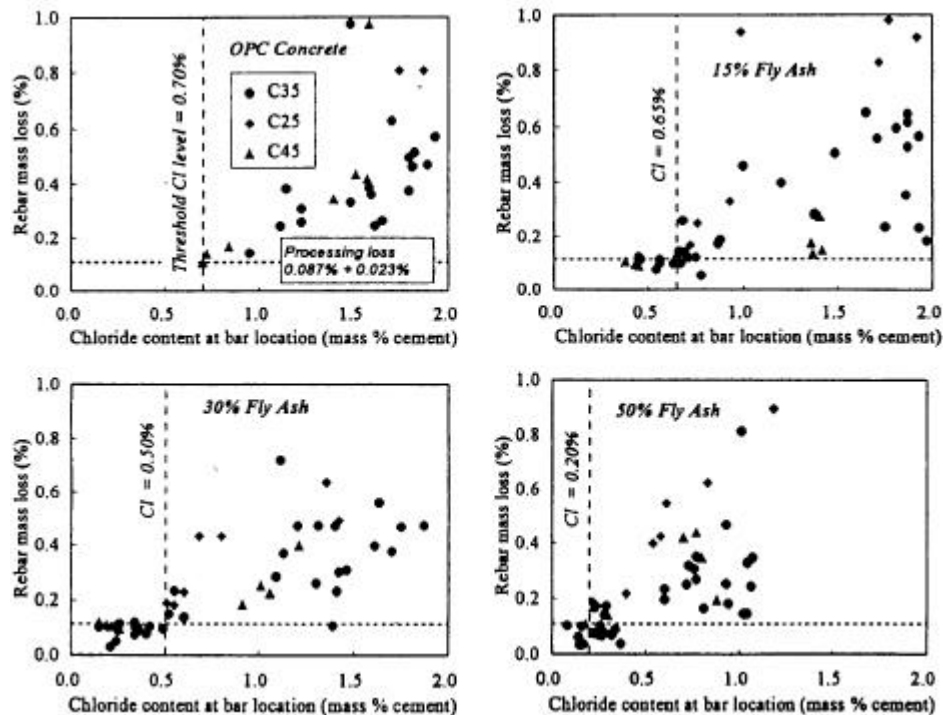 OPC Concrete
C35
C25
C45
Threshold Cl level = 0.70%
Processing loss
0.087% + 0.023%
Rebar mass loss (%)
1.0
0.8
0.6
0.4
0.2
0.0
0.0 0.5 1.0 1.5 2.0
Chloride content at bar location (mass % cement)
15% Fly Ash
Cl = 0.65%
Rebar mass loss (%)
1.0
0.8
0.6
0.4
0.2
0.0
0.0 0.5 1.0 1.5 2.0
Chloride content at bar location (mass % cement)
30% Fly Ash
Cl = 0.50%
Rebar mass loss (%)
1.0
0.8
0.6
0.4
0.2
0.0
0.0 0.5 1.0 1.5 2.0
Chloride content at bar location (mass % cement)
50% Fly Ash
Cl = 0.20%
Rebar mass loss (%)
1.0
0.8
0.6
0.4
0.2
0.0
0.0 0.5 1.0 1.5 2.0
Chloride content at bar location (mass % cement)